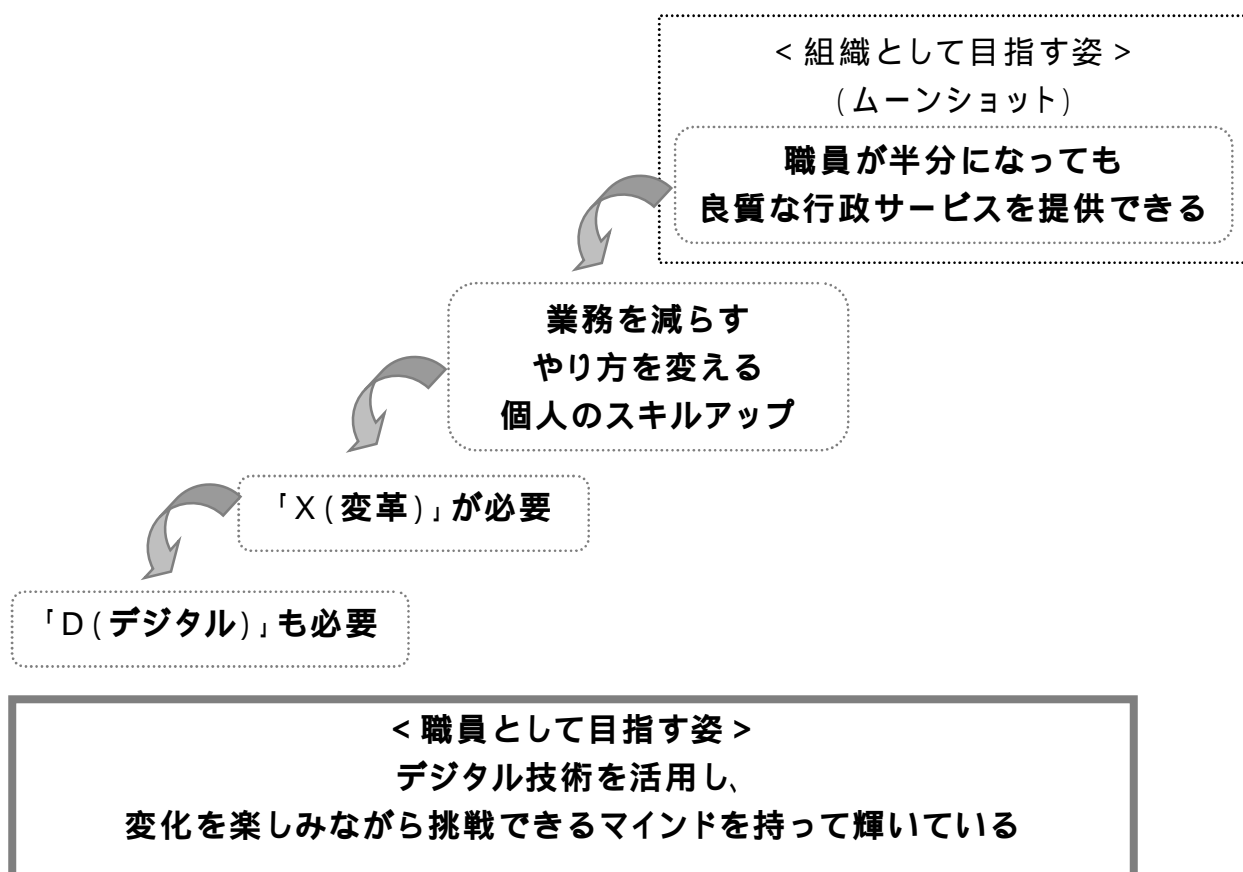 <組織として目指す姿>
(ムーンショット)
職員が半分になっても
良質な行政サービスを提供できる
業務を減らす
やり方を変える
個人のスキルアップ
「X(変革)」が必要
「D(デジタル)」も必要
<職員として目指す姿>
デジタル技術を活用し、
変化を楽しみながら挑戦できるマインドを持って輝いている